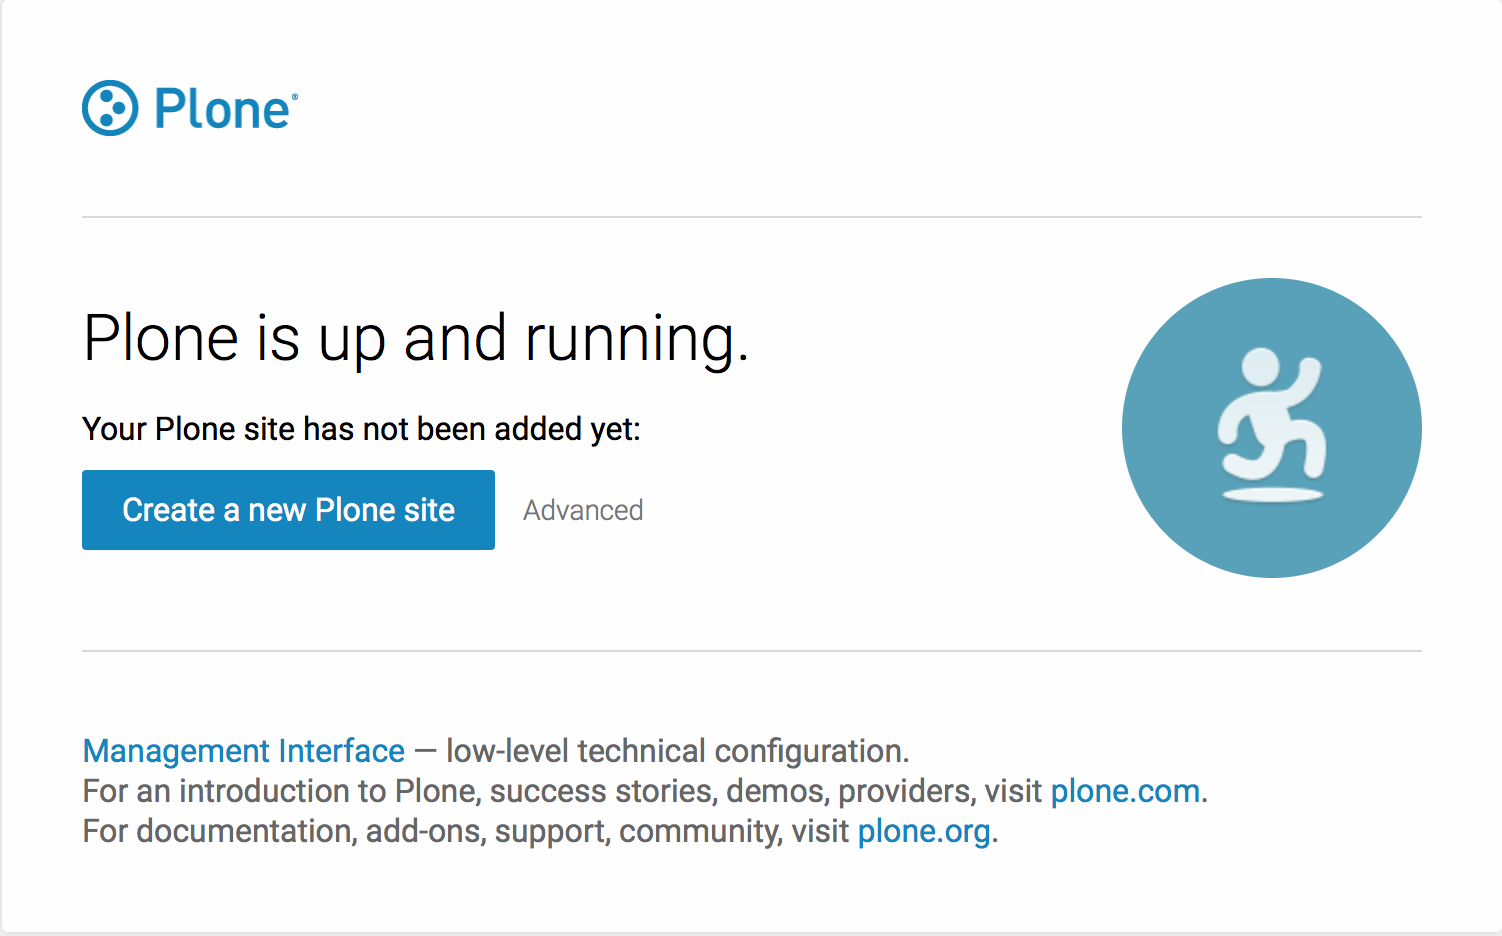 Plone®
Plone is up and running.
Your Plone site has not been added yet:
Create a new Plone site Advanced
Management Interface — low-level technical configuration.
For an introduction to Plone, success stories, demos, providers, visit plone.com.
For documentation, add-ons, support, community, visit plone.org.